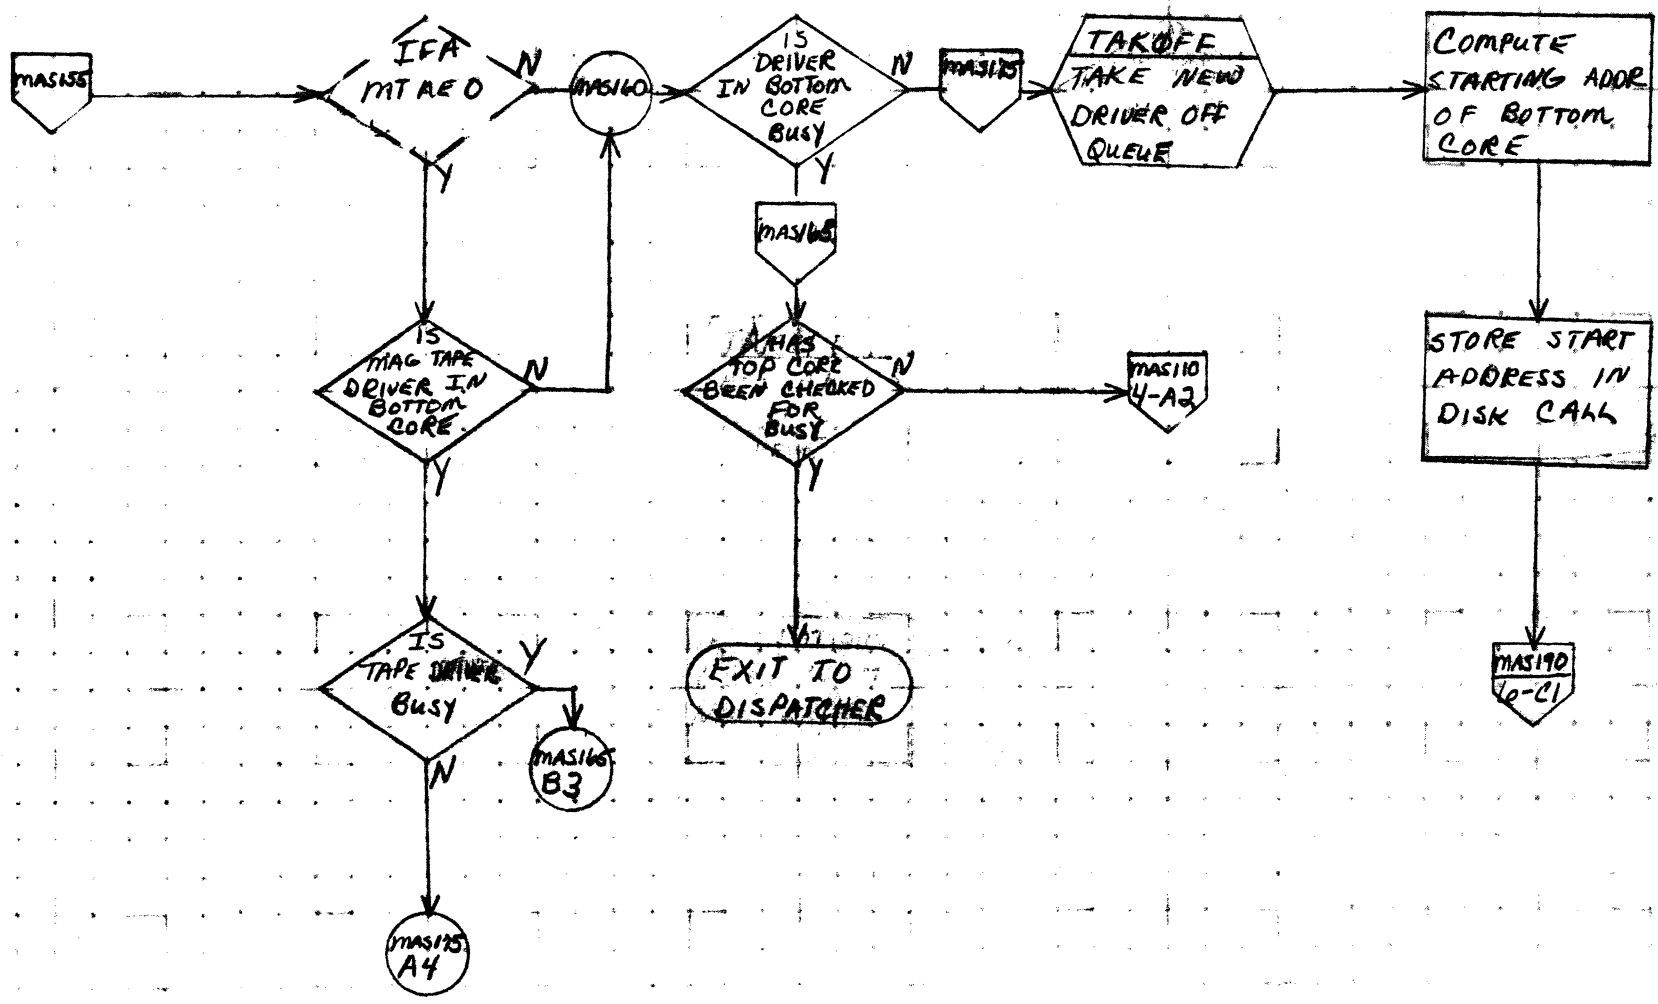 MAS155
IFA
MT AE 0
N
Y
MAS160
IS
DRIVER
IN BOTTOM
CORE
BUSY
N
Y
MAS175
TAKOFF
TAKE NEW
DRIVER OFF
QUEUE
COMPUTE
STARTING ADDR
OF BOTTOM
CORE
MAS165
IS
MAG TAPE
DRIVER IN
BOTTOM
CORE
N
Y
HAS
TOP CORE
BEEN CHECKED
FOR
BUSY
N
Y
MAS110
4-A2
STORE START
ADDRESS IN
DISK CALL
IS
TAPE DRIVER
BUSY
Y
N
MAS165
B3
EXIT TO
DISPATCHER
MAS190
6-C1
MAS175
A4